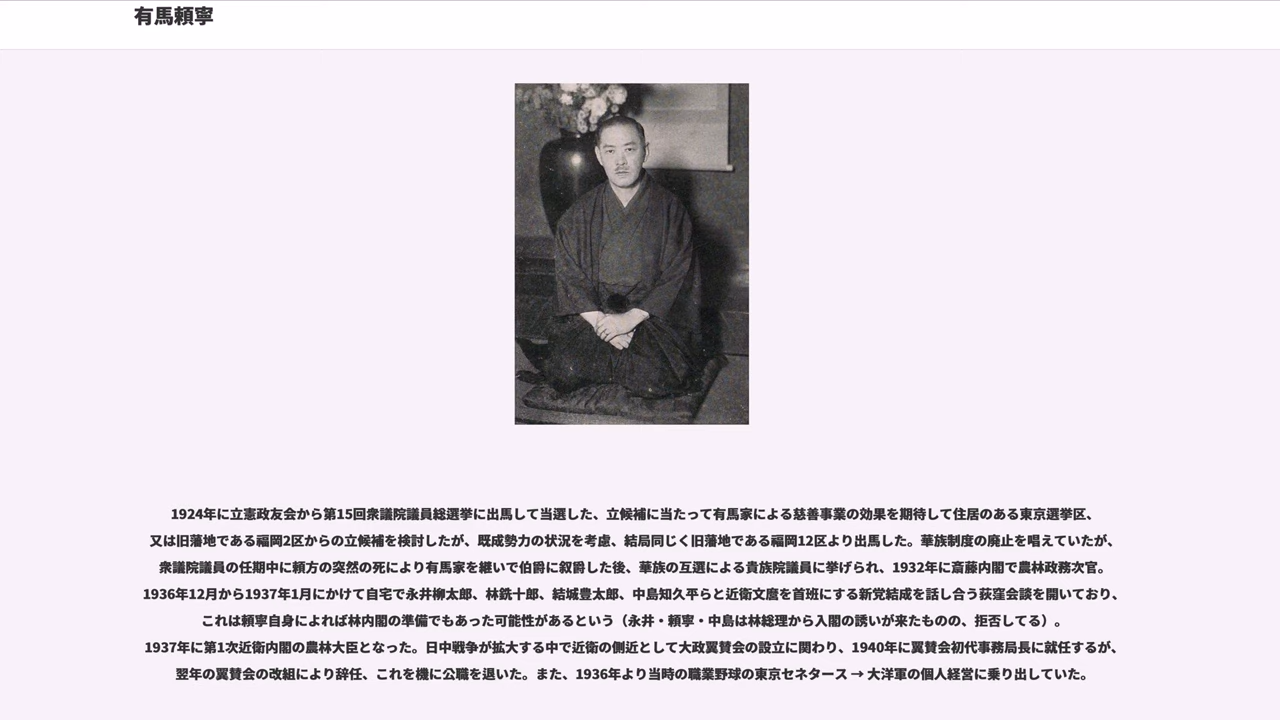 有馬頼寧
1924年に立憲政友会から第15回衆議院議員総選挙に出馬して当選した、立候補に当たって有馬家による慈善事業の効果を期待して住居のある東京選挙区、
又は旧藩地である福岡2区からの立候補を検討したが、既成勢力の状況を考慮、結局同じく旧藩地である福岡12区より出馬した。華族制度の廃止を唱えていたが、
衆議院議員の任期中に頼方の突然の死により有馬家を継いで伯爵に叙爵した後、華族の互選による貴族院議員に挙げられ、1932年に斎藤内閣で農林政務次官。
1936年12月から1937年1月にかけて自宅で永井柳太郎、林銑十郎、結城豊太郎、中島知久平らと近衛文麿を首班にする新党結成を話し合う荻窪会談を開いており、
これは頼寧自身によれば林内閣の準備でもあった可能性があるという（永井・頼寧・中島は林総理から入閣の誘いが来たものの、拒否してる）。
1937年に第1次近衛内閣の農林大臣となった。日中戦争が拡大する中で近衛の側近として大政翼賛会の設立に関わり、1940年に翼賛会初代事務局長に就任するが、
翌年の翼賛会の改組により辞任、これを機に公職を退いた。また、1936年より当時の職業野球の東京セネタース → 大洋軍の個人経営に乗り出していた。